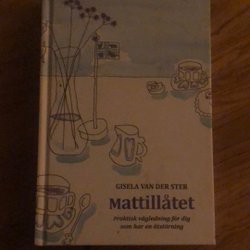 GISELA VAN DER STER
Mattillåtet
Praktisk vägledning för dig
som har en ätstörning